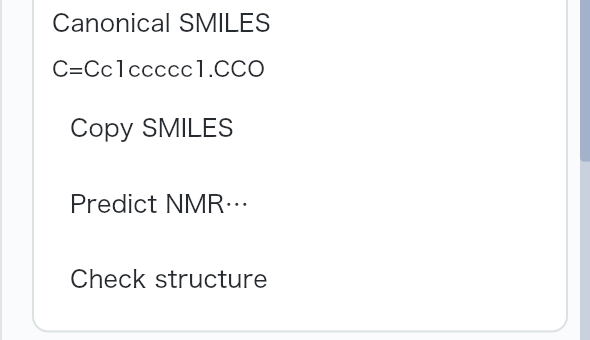 Canonical SMILES
C=Cc1ccccc1.CCO
Copy SMILES
Predict NMR…
Check structure